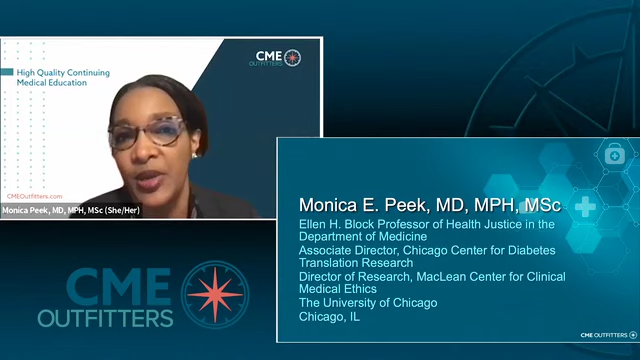 High Quality Continuing
Medical Education
CME
OUTFITTERS
CMEOutfitters.com
Monica Peek, MD, MPH, MSc (She/Her)
CME
OUTFITTERS
Monica E. Peek, MD, MPH, MSc
Ellen H. Block Professor of Health Justice in the
Department of Medicine
Associate Director, Chicago Center for Diabetes
Translation Research
Director of Research, MacLean Center for Clinical
Medical Ethics
The University of Chicago
Chicago, IL
CME OUTFITTERS